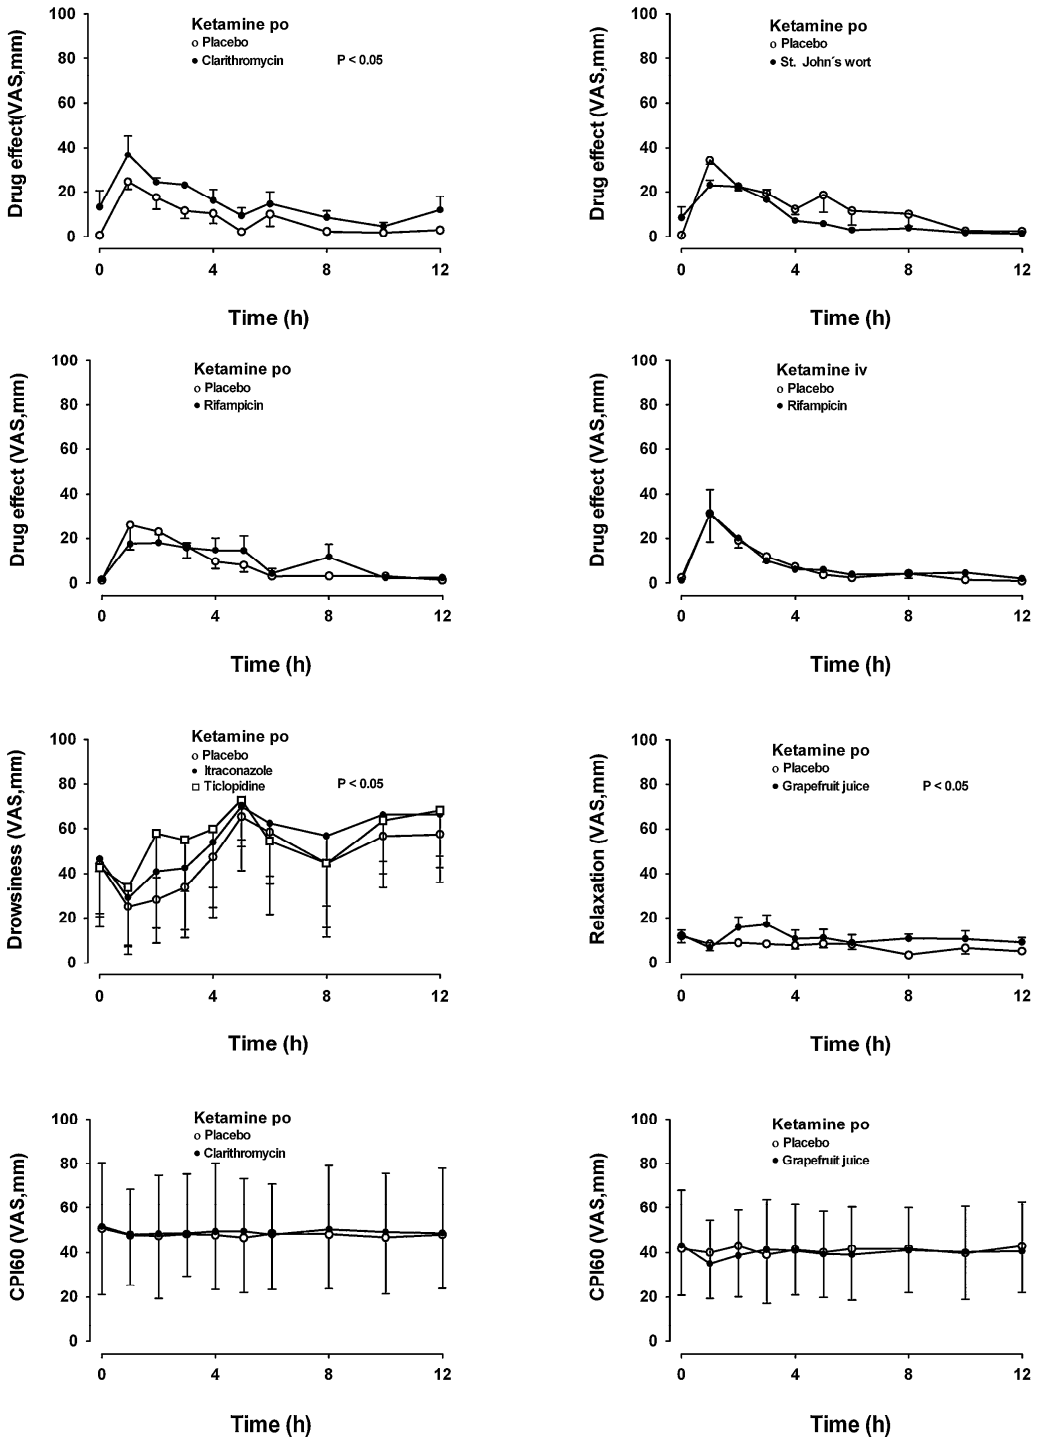 Ketamine po
Placebo
Clarithromycin
P < 0.05
Drug effect(VAS,mm)
100
80
60
40
20
0
0 4 8 12
Time (h)
Ketamine po
Placebo
St. John´s wort
Drug effect (VAS,mm)
100
80
60
40
20
0
0 4 8 12
Time (h)
Ketamine po
Placebo
Rifampicin
Drug effect (VAS,mm)
100
80
60
40
20
0
0 4 8 12
Time (h)
Ketamine iv
Placebo
Rifampicin
Drug effect (VAS,mm)
100
80
60
40
20
0
0 4 8 12
Time (h)
Ketamine po
Placebo
Itraconazole
Ticlopidine
P < 0.05
Drowsiness (VAS,mm)
100
80
60
40
20
0
0 4 8 12
Time (h)
Ketamine po
Placebo
Grapefruit juice
P < 0.05
Relaxation (VAS,mm)
100
80
60
40
20
0
0 4 8 12
Time (h)
Ketamine po
Placebo
Clarithromycin
CPI60 (VAS,mm)
100
80
60
40
20
0
0 4 8 12
Time (h)
Ketamine po
Placebo
Grapefruit juice
CPI60 (VAS,mm)
100
80
60
40
20
0
0 4 8 12
Time (h)